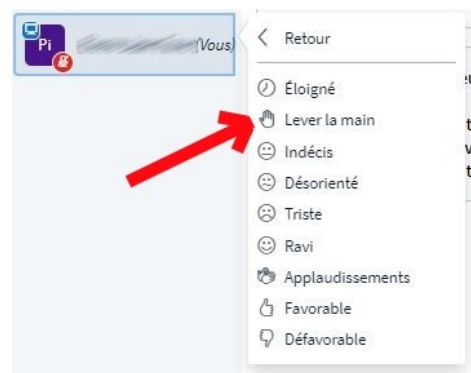 Pi
(Vous)
Retour
Éloigné
Lever la main
Indécis
Désorienté
Triste
Ravi
Applaudissements
Favorable
Défavorable